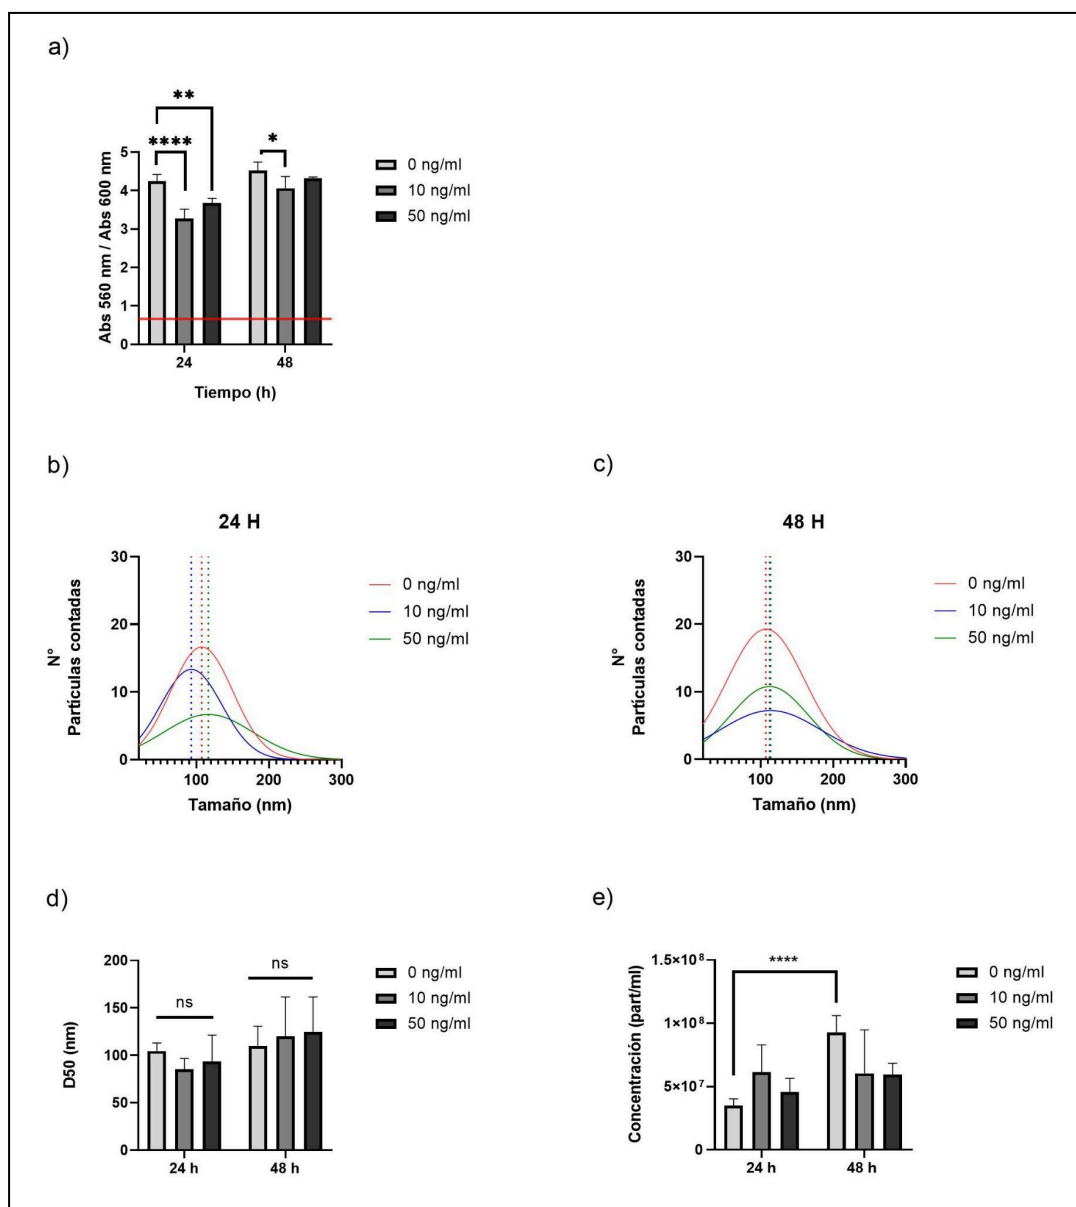 a)
**
****
*
Abs 560 nm / Abs 600 nm
5
4
3
2
1
0
24
48
Tiempo (h)
0 ng/ml
10 ng/ml
50 ng/ml
b)
24 H
N°
Partículas contadas
30
20
10
0
100
200
300
Tamaño (nm)
0 ng/ml
10 ng/ml
50 ng/ml
c)
48 H
N°
Partículas contadas
30
20
10
0
100
200
300
Tamaño (nm)
0 ng/ml
10 ng/ml
50 ng/ml
d)
D50 (nm)
200
150
100
50
0
ns
ns
24 h
48 h
0 ng/ml
10 ng/ml
50 ng/ml
e)
Concentración (part/ml)
1.5×10⁸
1×10⁸
5×10⁷
0
****
24 h
48 h
0 ng/ml
10 ng/ml
50 ng/ml